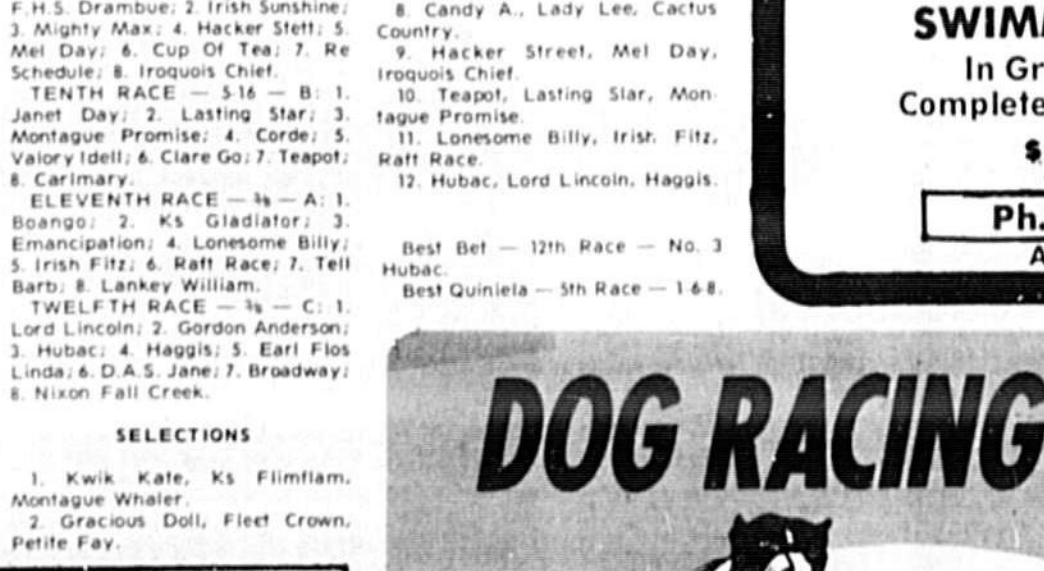 F.H.S. Drambue; 2. Irish Sunshine;
3. Mighty Max; 4. Hacker Stett; 5.
Mel Day; 6. Cup Of Tea; 7. Re
Schedule; 8. Iroquois Chief.
TENTH RACE — 5-16 — B: 1.
Janet Day; 2. Lasting Star; 3.
Montague Promise; 4. Corde; 5.
Valory Idell; 6. Clare Go; 7. Teapot;
8. Carlmary.
ELEVENTH RACE — ⅜ — A: 1.
Boango; 2. Ks Gladiator; 3.
Emancipation; 4. Lonesome Billy;
5. Irish Fitz; 6. Raft Race; 7. Tell
Barb; 8. Lankey William.
TWELFTH RACE — ⅜ — C: 1.
Lord Lincoln; 2. Gordon Anderson;
3. Hubac; 4. Haggis; 5. Earl Flos
Linda; 6. D.A.S. Jane; 7. Broadway;
8. Nixon Fall Creek.
SELECTIONS
1. Kwik Kate, Ks Flimflam,
Montague Whaler.
2. Gracious Doll, Fleet Crown,
Petite Fay.
8. Candy A., Lady Lee, Cactus
Country.
9. Hacker Street, Mel Day,
Iroquois Chief.
10. Teapot, Lasting Star, Mon-
tague Promise.
11. Lonesome Billy, Irish Fitz,
Raft Race.
12. Hubac, Lord Lincoln, Haggis.
Best Bet — 12th Race — No. 3
Hubac.
Best Quiniela — 5th Race — 1-6-8.
SWIMM
In Gr
Complete
$
Ph.
A
DOG RACING